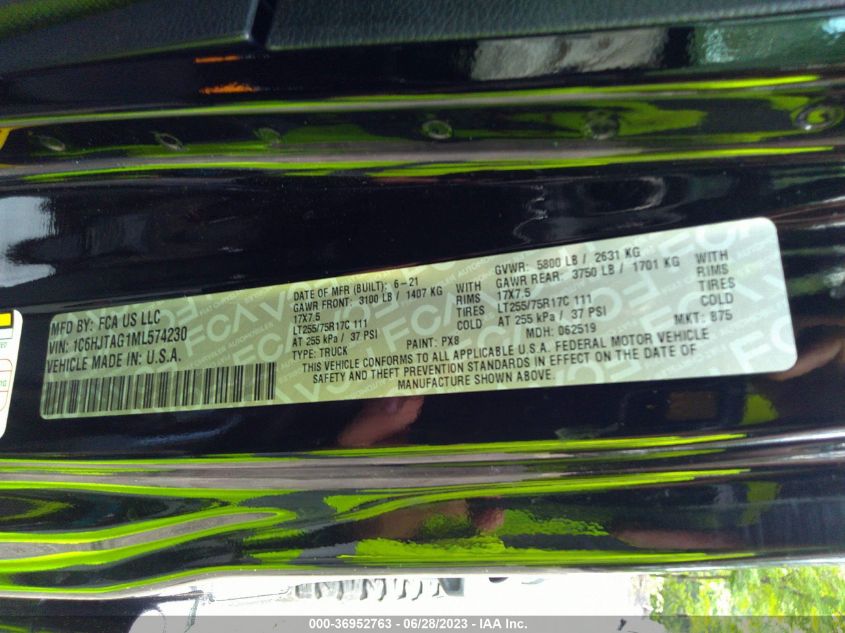 MFD BY: FCA US LLC
VIN: 1C6HJTAG1ML574230
VEHICLE MADE IN U.S.A.
DATE OF MFR (BUILT): 6-21
GAWR FRONT: 3100 LB / 1407 KG WITH
17X7.5 RIMS
LT255/75R17C 111
AT 255 kPa / 37 PSI COLD
TYPE: TRUCK PAINT: PX8
GVWR: 5800 LB / 2631 KG
GAWR REAR: 3750 LB / 1701 KG WITH
17X7.5 RIMS
LT255/75R17C 111
AT 255 kPa / 37 PSI COLD
MDH: 062519 MKT: 875
THIS VEHICLE CONFORMS TO ALL APPLICABLE U.S.A. FEDERAL MOTOR VEHICLE
SAFETY AND THEFT PREVENTION STANDARDS IN EFFECT ON THE DATE OF
MANUFACTURE SHOWN ABOVE.
000-36952763 - 06/28/2023 - IAA Inc.